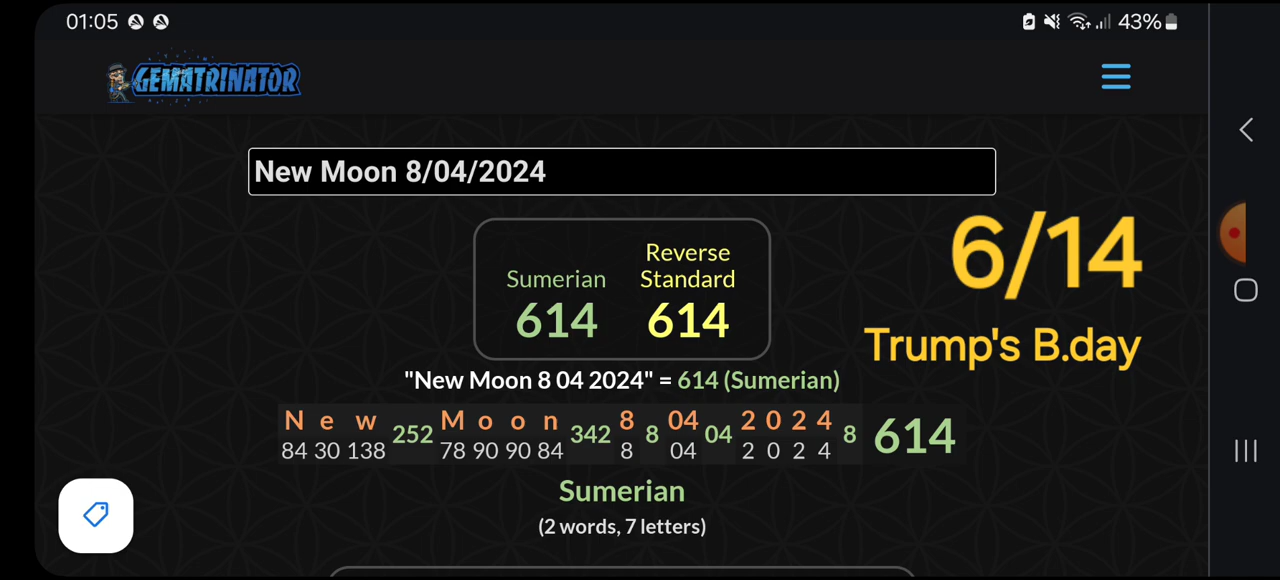 01:05 43%
GEMATRINATOR
New Moon 8/04/2024
Sumerian 614
Reverse Standard 614
6/14
Trump's B.day
"New Moon 8 04 2024" = 614 (Sumerian)
N e w 252 M o o n 342 8 8 04 04 2 0 2 4 8 614
84 30 138 78 90 90 84 8 04 2 0 2 4
Sumerian
(2 words, 7 letters)